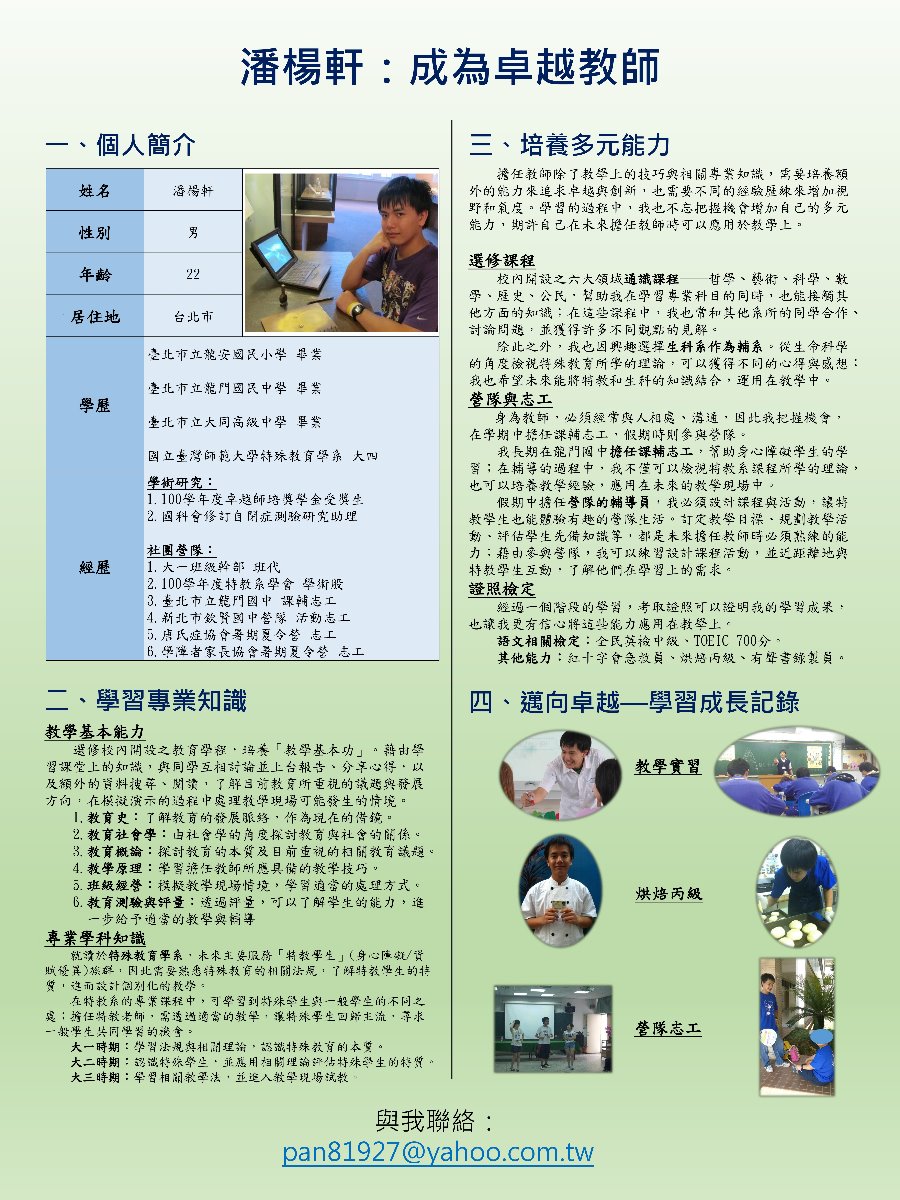 潘楊軒：成為卓越教師
一、個人簡介
姓名 潘楊軒
性別 男
年齡 22
居住地 台北市
學歷
臺北市立龍安國民小學 畢業
臺北市立龍門國民中學 畢業
臺北市立大同高級中學 畢業
國立臺灣師範大學特殊教育學系 大四
經歷
學術研究：
1.100學年度卓越師培獎學金受獎生
2.國科會修訂自閉症測驗研究助理
社團營隊：
1.大一班級幹部 班代
2.100學年度特教系學會 學術股
3.臺北市立龍門國中 課輔志工
4.新北市欽賢國中營隊 活動志工
5.唐氏症協會暑期夏令營 志工
6.學障者家長協會暑期夏令營 志工
二、學習專業知識
教學基本能力
選修校內開設之教育學程，培養「教學基本功」。藉由學
習課堂上的知識，與同學互相討論並上台報告、分享心得，以
及額外的資料搜尋、閱讀，了解目前教育所重視的議題與發展
方向。在模擬演示的過程中處理教學現場可能發生的情境。
1.教育史：了解教育的發展脈絡，作為現在的借鏡。
2.教育社會學：由社會學的角度探討教育與社會的關係。
3.教育概論：探討教育的本質及目前重視的相關教育議題。
4.教學原理：學習擔任教師所應具備的教學技巧。
5.班級經營：模擬教學現場情境，學習適當的處理方式。
6.教育測驗與評量：透過評量，可以了解學生的能力，進
一步給予適當的教學與輔導
專業學科知識
就讀於特殊教育學系，未來主要服務「特教學生」(身心障礙/資
賦優異)族群，因此需要熟悉特殊教育的相關法規，了解特教學生的特
質，進而設計個別化的教學。
在特教系的專業課程中，可學習到特殊學生與一般學生的不同之
處；擔任特教老師，需透過適當的教學，讓特殊學生回歸主流，尋求
一般學生共同學習的機會。
大一時期：學習法規與相關理論，認識特殊教育的本質。
大二時期：認識特殊學生，並應用相關理論評估特殊學生的特質。
大三時期：學習相關教學法，並進入教學現場試教。
三、培養多元能力
擔任教師除了教學上的技巧與相關專業知識，需要培養額
外的能力來追求卓越與創新，也需要不同的經驗歷練來增加視
野和氣度。學習的過程中，我也不忘把握機會增加自己的多元
能力，期許自己在未來擔任教師時可以應用於教學上。
選修課程
校內開設之六大領域通識課程——哲學、藝術、科學、數
學、歷史、公民，幫助我在學習專業科目的同時，也能接觸其
他方面的知識；在這些課程中，我也常和其他系所的同學合作、
討論問題，並獲得許多不同觀點的見解。
除此之外，我也因興趣選擇生科系作為輔系。從生命科學
的角度檢視特殊教育所學的理論，可以獲得不同的心得與感想；
我也希望未來能將特教和生科的知識結合，運用在教學中。
營隊與志工
身為教師，必須經常與人相處、溝通，因此我把握機會，
在學期中擔任課輔志工，假期時則參與營隊。
我長期在龍門國中擔任課輔志工，幫助身心障礙學生的學
習；在輔導的過程中，我不僅可以檢視特教系課程所學的理論，
也可以培養教學經驗，應用在未來的教學現場中。
假期中擔任營隊的輔導員，我必須設計課程與活動，讓特
教學生也能體驗有趣的營隊生活。訂定教學目標、規劃教學活
動、評估學生先備知識等，都是未來擔任教師時必須熟練的能
力；藉由參與營隊，我可以練習設計課程活動，並近距離地與
特教學生互動，了解他們在學習上的需求。
證照檢定
經過一個階段的學習，考取證照可以證明我的學習成果，
也讓我更有信心將這些能力應用在教學上。
語文相關檢定：全民英檢中級、TOEIC 700分。
其他能力：紅十字會急救員、烘焙丙級、有聲書錄製員。
四、邁向卓越—學習成長記錄
教學實習
烘焙丙級
營隊志工
與我聯絡：
pan81927@yahoo.com.tw